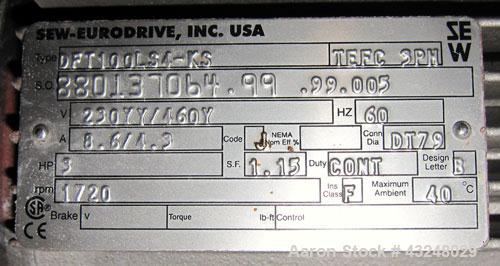 SEW-EURODRIVE, INC. USA
SEW
Type DFT100LS4-KS TEFC 3PH
S.O. 880137064.99 .99.005
V 230YY/460Y HZ 60
A 8.6/4.3 Code J NEMA Nom Eff % Conn Dia DT79
HP 3 S.F. 1.15 Duty CONT Design Letter B
rpm 1720 Ins Class F Maximum Ambient 40 °C
Brake V Torque lb-ft Control
SA CE
Aaron Stock # 43248029